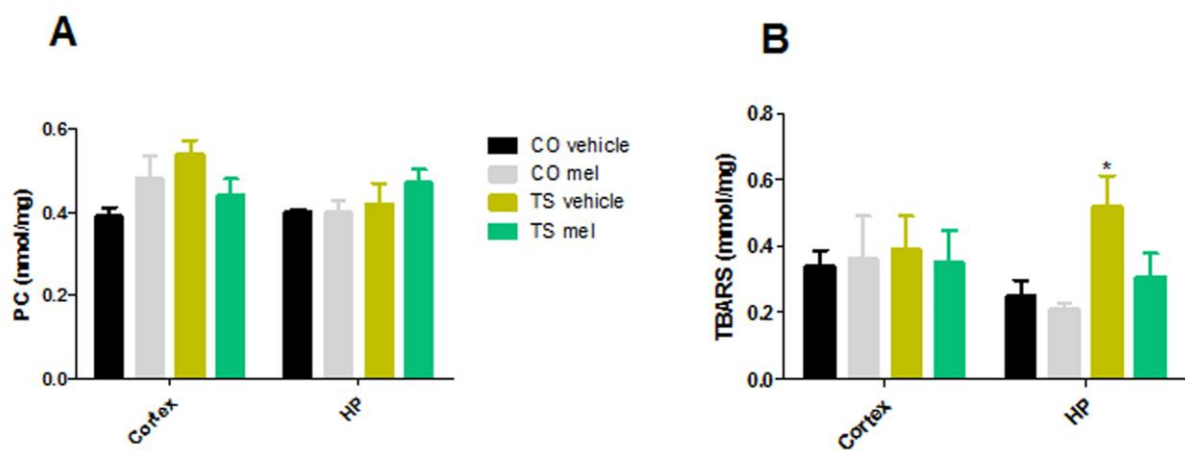 A
PC (nmol/mg)
0.6
0.4
0.2
0.0
Cortex
HP
CO vehicle
CO mel
TS vehicle
TS mel
B
TBARS (mmol/mg)
0.8
0.6
0.4
0.2
0.0
*
Cortex
HP